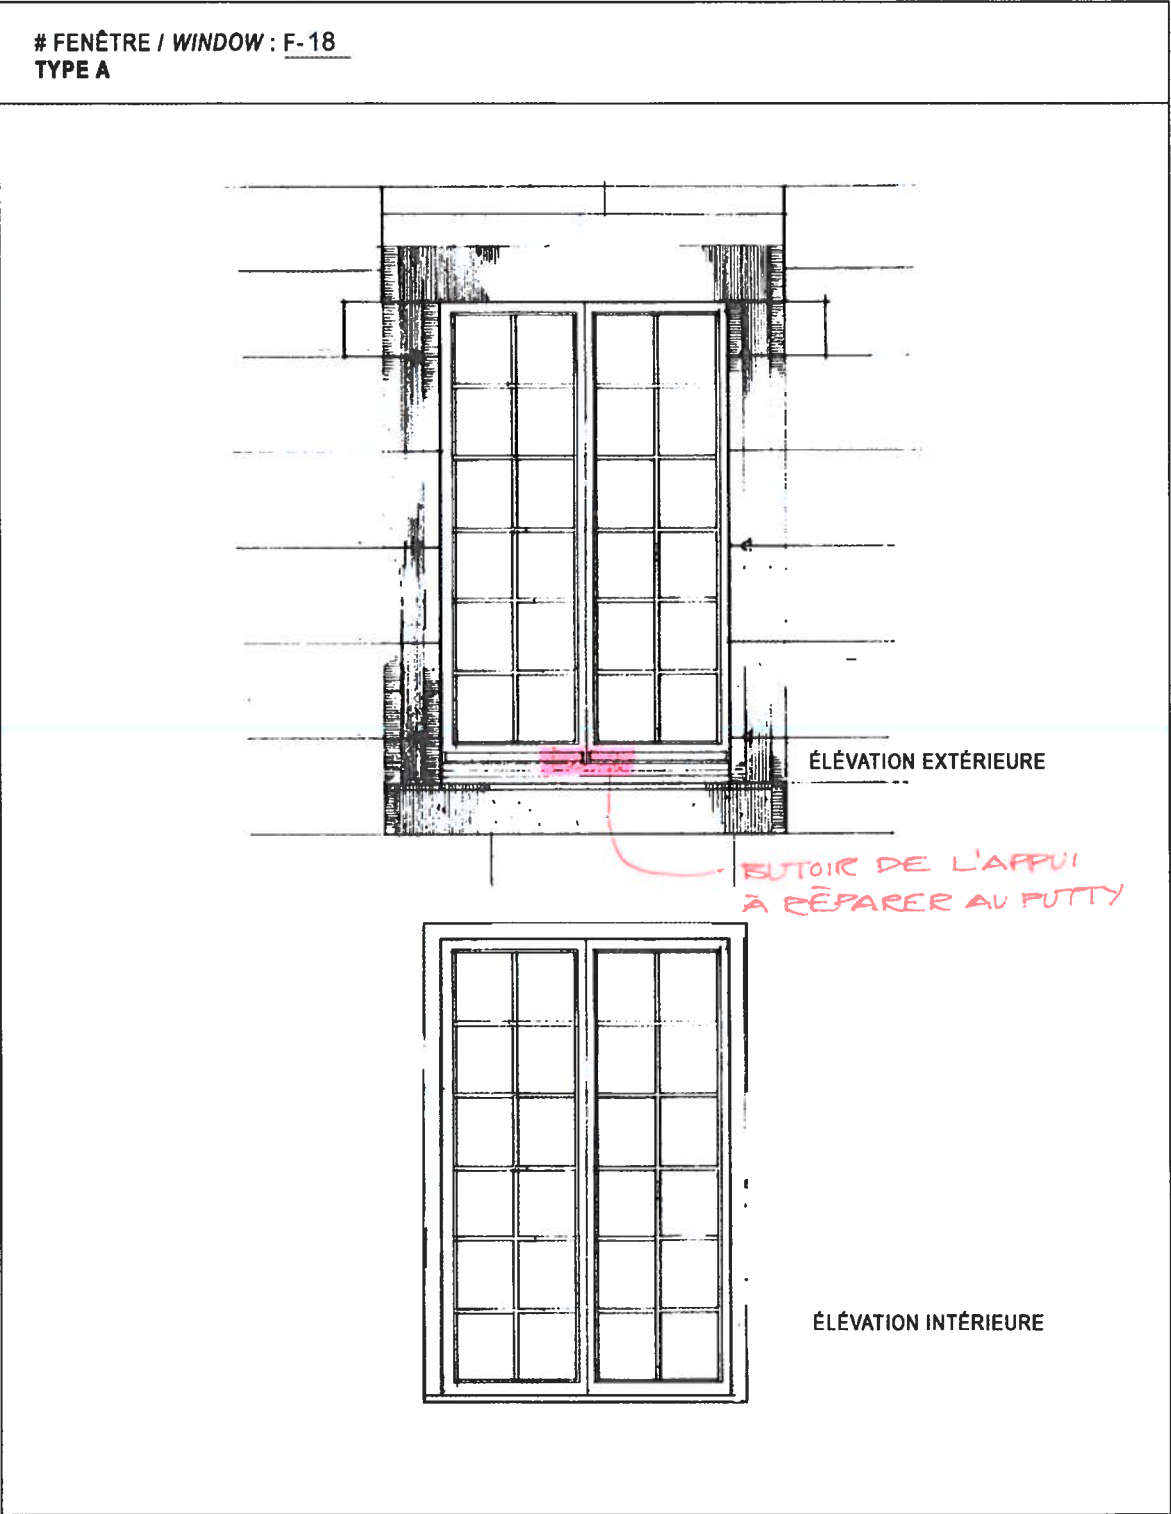 # FENÊTRE / WINDOW : F-18
TYPE A
ÉLÉVATION EXTÉRIEURE
BUTOIR DE L'APPUI
À RÉPARER AU PUTTY
ÉLÉVATION INTÉRIEURE